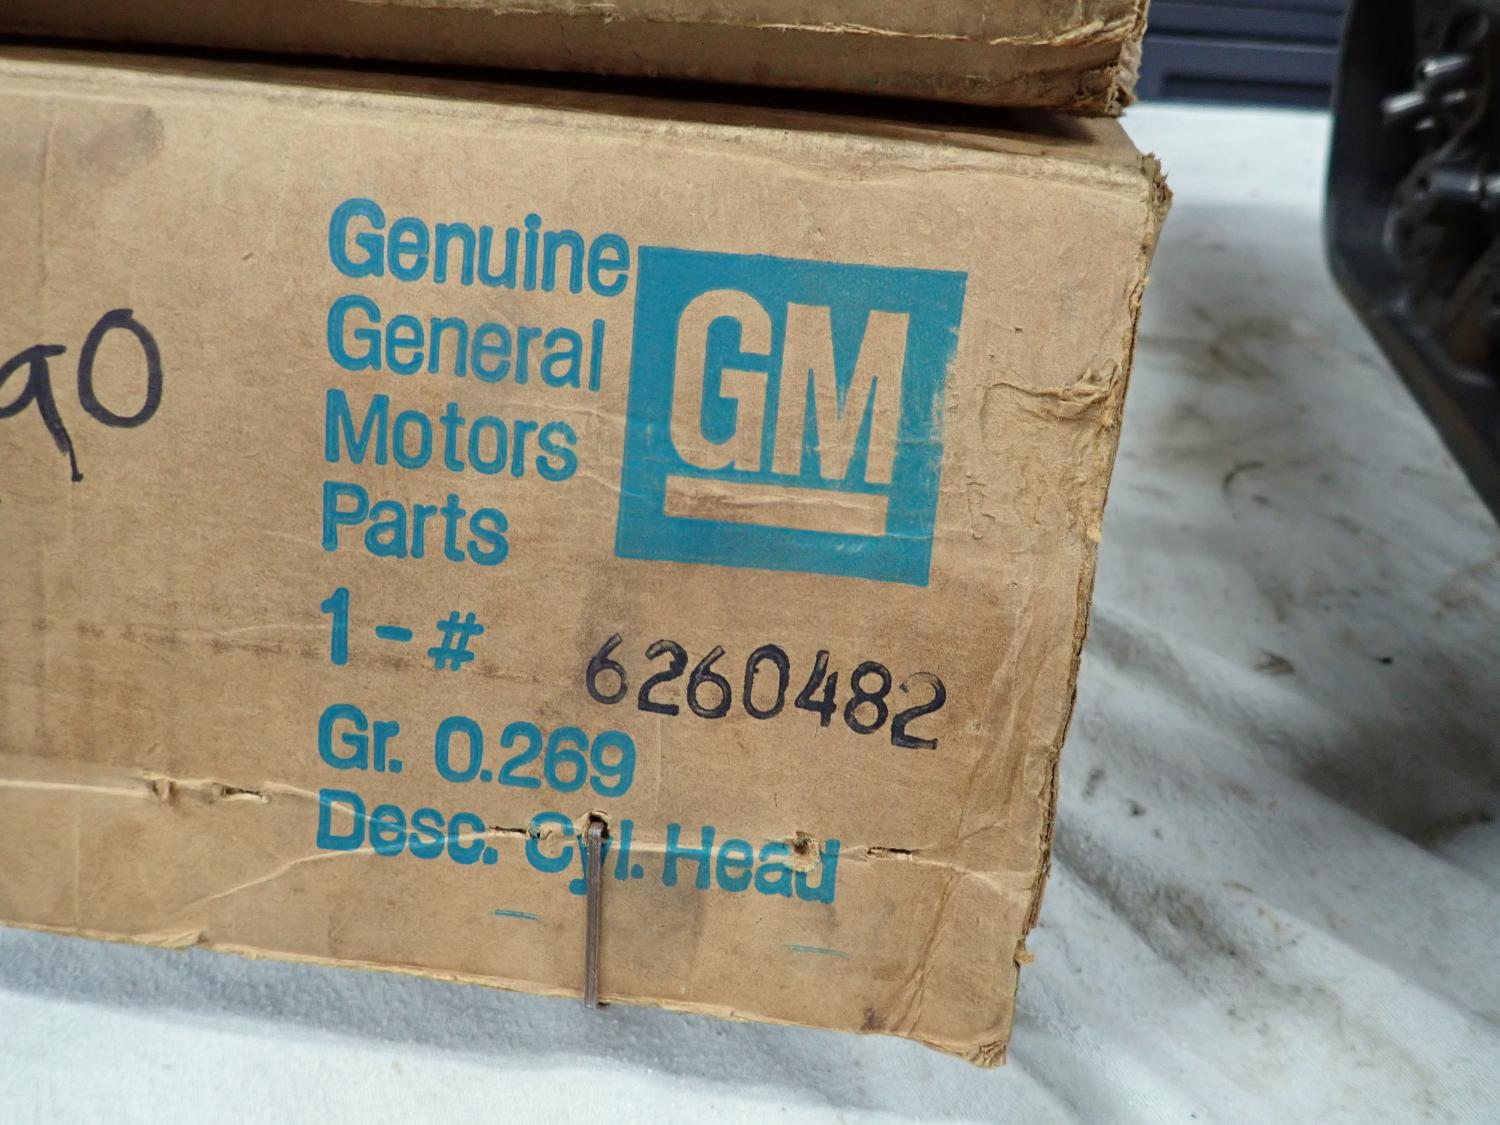 Genuine
General
Motors
Parts
GM
90
1-# 6260482
Gr. 0.269
Desc. Cyl. Head